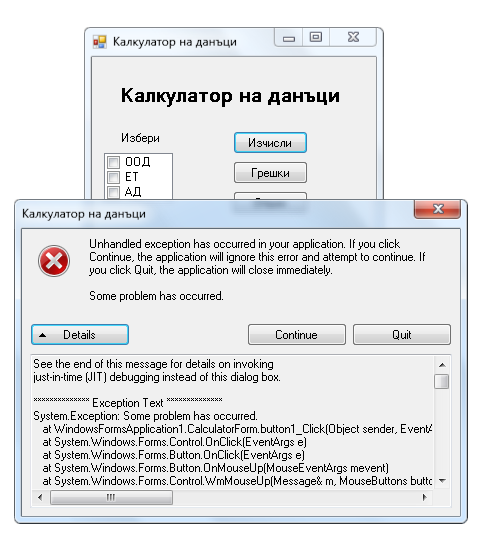 Калкулатор на данъци
Калкулатор на данъци
Избери
Изчисли
ООД
ЕТ
Грешки
АД
Калкулатор на данъци
Unhandled exception has occurred in your application. If you click
Continue, the application will ignore this error and attempt to continue. If
you click Quit, the application will close immediately.
Some problem has occurred.
Details
Continue
Quit
See the end of this message for details on invoking
just-in-time (JIT) debugging instead of this dialog box.
************** Exception Text **************
System.Exception: Some problem has occurred.
at WindowsFormsApplication1.CalculatorForm.button1_Click(Object sender, EventA
at System.Windows.Forms.Control.OnClick(EventArgs e)
at System.Windows.Forms.Button.OnClick(EventArgs e)
at System.Windows.Forms.Button.OnMouseUp(MouseEventArgs mevent)
at System.Windows.Forms.Control.WmMouseUp(Message& m, MouseButtons butto